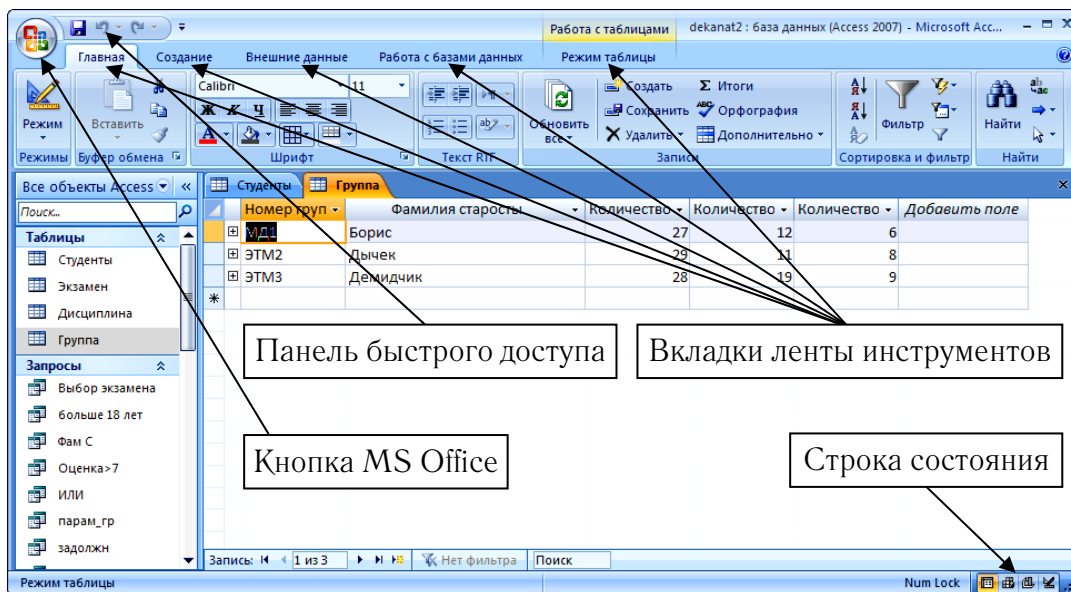 Работа с таблицами dekanat2 : база данных (Access 2007) - Microsoft Acc...
Главная Создание Внешние данные Работа с базами данных Режим таблицы
Calibri 11 Создать Σ Итоги
Ж К Ч Сохранить Орфография
Режим Вставить Обновить все Удалить Дополнительно Фильтр Найти
Режимы Буфер обмена Шрифт Текст RTF Записи Сортировка и фильтр Найти
Все объекты Access « Студенты Группа
Поиск... Номер груп Фамилия старосты Количество Количество Количество Добавить поле
Таблицы МД1 Борис 27 12 6
Студенты ЭТМ2 Дычек 29 11 8
Экзамен ЭТМ3 Демидчик 28 19 9
Дисциплина
Группа
Панель быстрого доступа Вкладки ленты инструментов
Запросы
Выбор экзамена
больше 18 лет
Фам С
Кнопка MS Office Строка состояния
Оценка>7
ИЛИ
парам_гр
задолжн
Запись: 1 из 3 Нет фильтра Поиск
Режим таблицы Num Lock